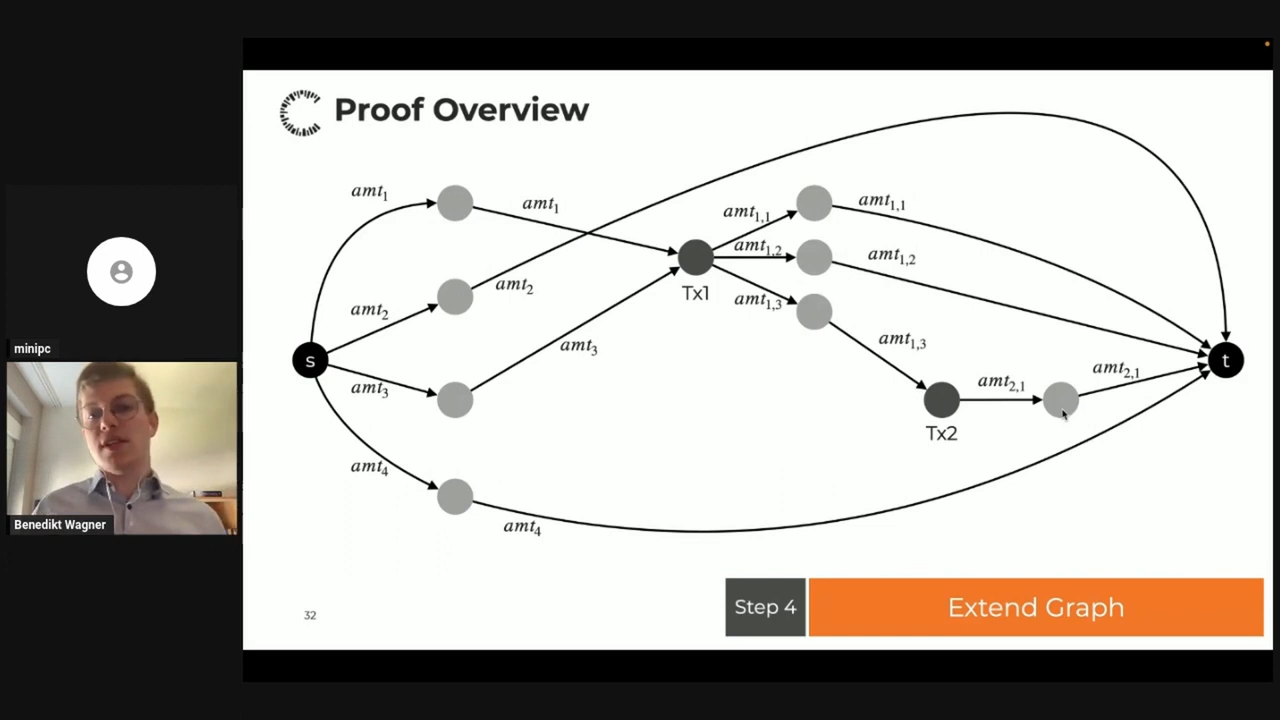 Proof Overview
amt₁
amt₁
amt₂
amt₂
amt₃
amt₃
amt₄
amt₄
s
Tx1
amt₁,₁
amt₁,₂
amt₁,₃
amt₁,₁
amt₁,₂
amt₁,₃
Tx2
amt₂,₁
amt₂,₁
t
32
Step 4
Extend Graph
minipc
Benedikt Wagner